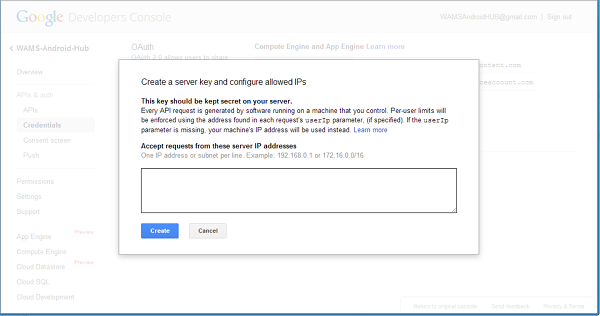 Google Developers Console
WAMSAndroidHUB@gmail.com | Sign out
< WAMS-Android-Hub
OAuth
Compute Engine and App Engine Learn more
OAuth 2.0 allows users to share
Overview
ntent.com
APIs & auth
eaccount.com
APIs
Credentials
Consent screen
Push
Permissions
Settings
Support
App Engine Preview
Compute Engine
Cloud Datastore Preview
Cloud SQL
Cloud Development
Create a server key and configure allowed IPs
This key should be kept secret on your server.
Every API request is generated by software running on a machine that you control. Per-user limits
will be enforced using the address found in each request's userIp parameter, (if specified). If the userIp
parameter is missing, your machine's IP address will be used instead. Learn more
Accept requests from these server IP addresses
One IP address or subnet per line. Example: 192.168.0.1 or 172.16.0.0/16
Create Cancel
Return to original console Send feedback Privacy & Terms